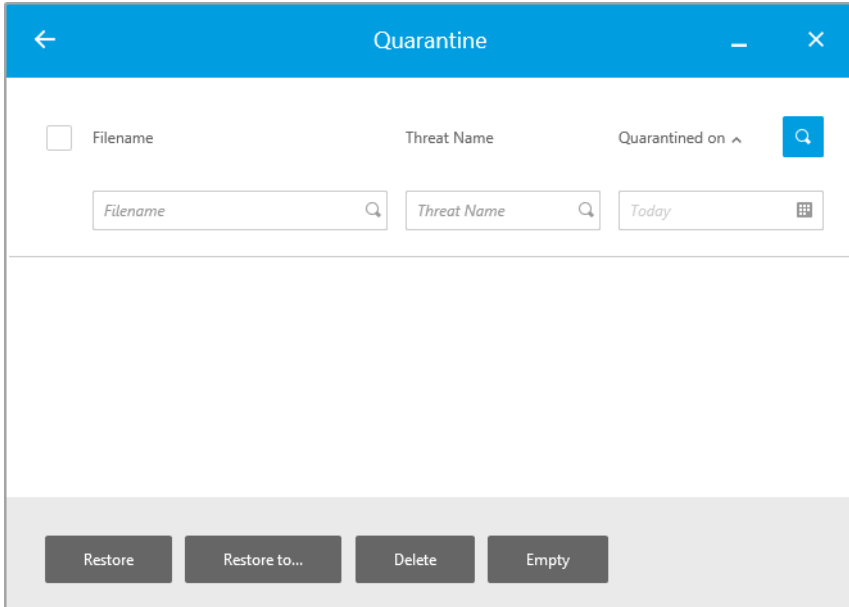 Quarantine
Filename Threat Name Quarantined on
Filename Threat Name Today
Restore Restore to... Delete Empty